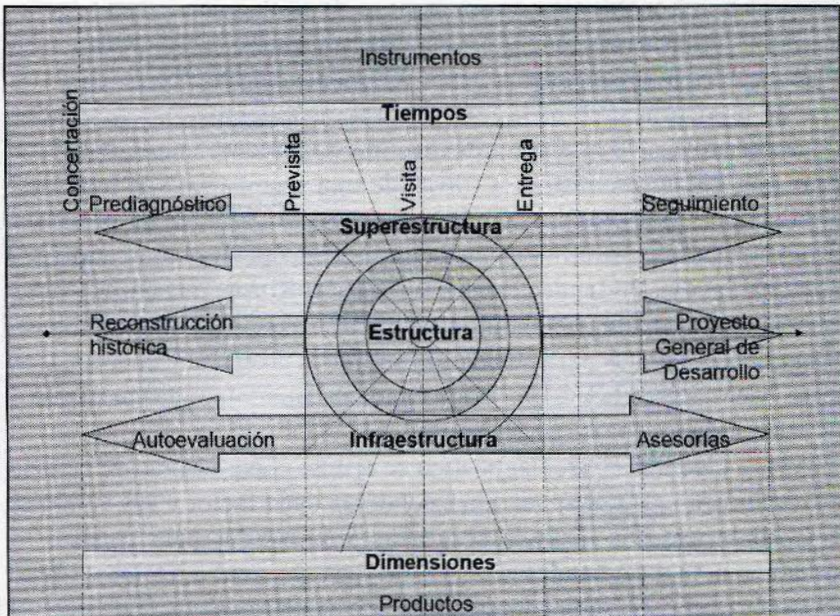 Instrumentos
Tiempos
Concertación
Previsita
Visita
Entrega
Prediagnóstico
Seguimiento
Superestructura
Reconstrucción
histórica
Estructura
Proyecto
General de
Desarrollo
Autoevaluación
Infraestructura
Asesorías
Dimensiones
Productos